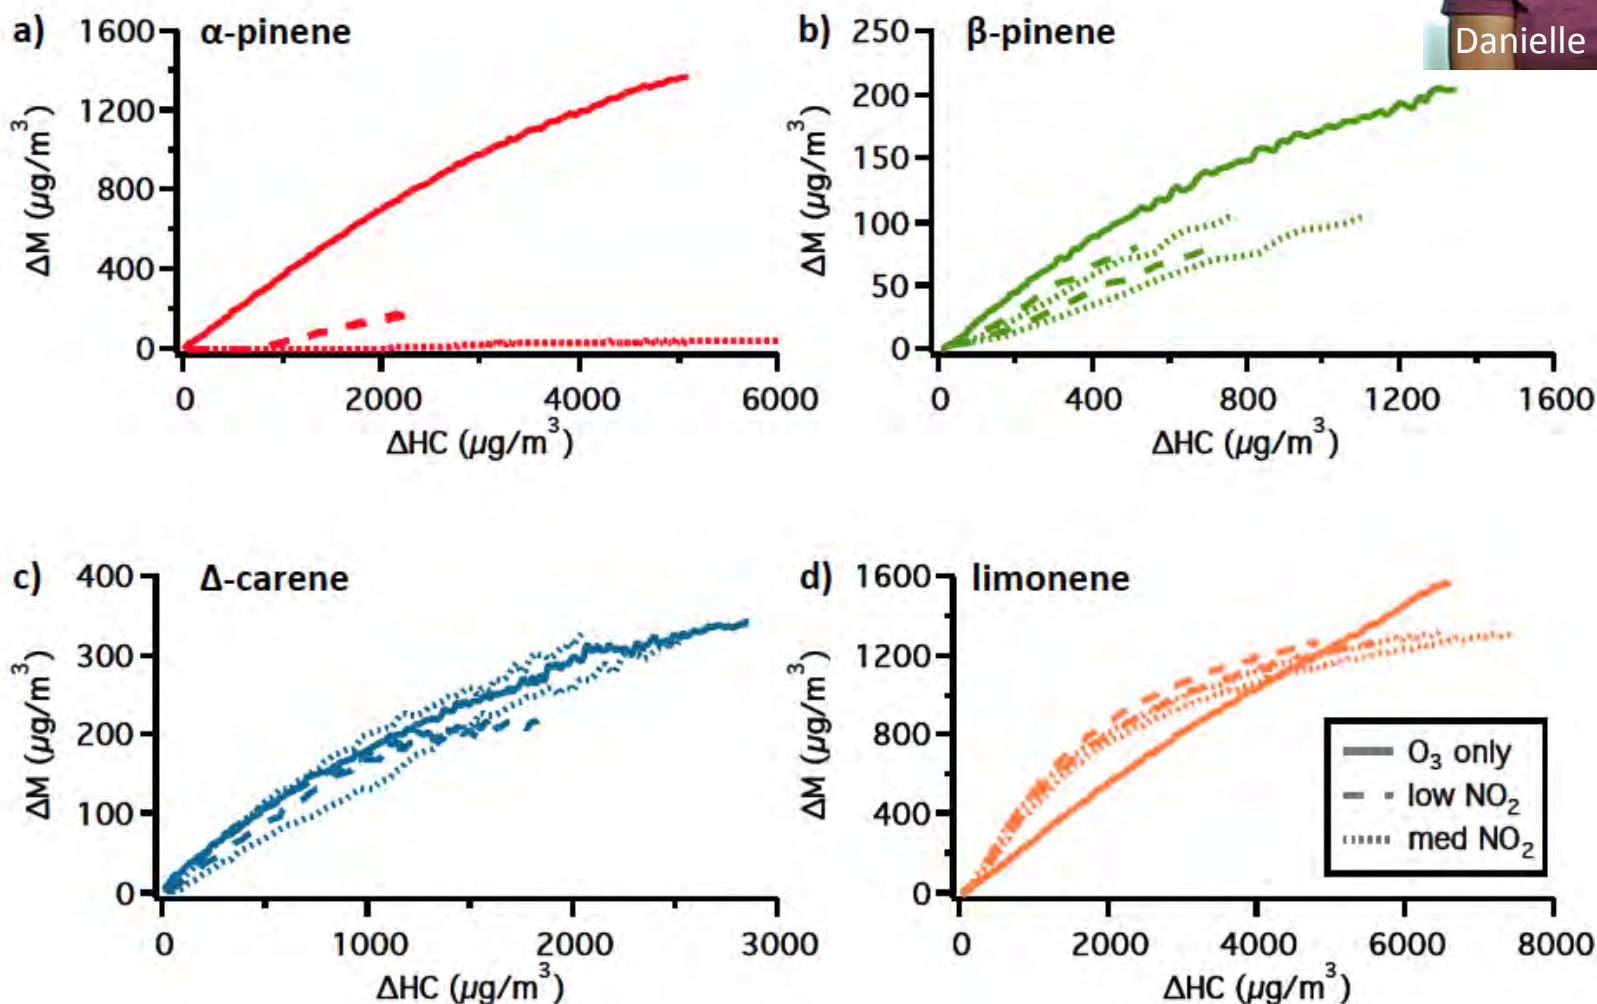 a) 1600 α-pinene
1200
800
400
0
ΔM (µg/m³)
0 2000 4000 6000
ΔHC (µg/m³)
b) 250 β-pinene
200
150
100
50
0
ΔM (µg/m³)
0 400 800 1200 1600
ΔHC (µg/m³)
Danielle
c) 400 Δ-carene
300
200
100
0
ΔM (µg/m³)
0 1000 2000 3000
ΔHC (µg/m³)
d) 1600 limonene
1200
800
400
0
ΔM (µg/m³)
0 2000 4000 6000 8000
ΔHC (µg/m³)
O₃ only
low NO₂
med NO₂